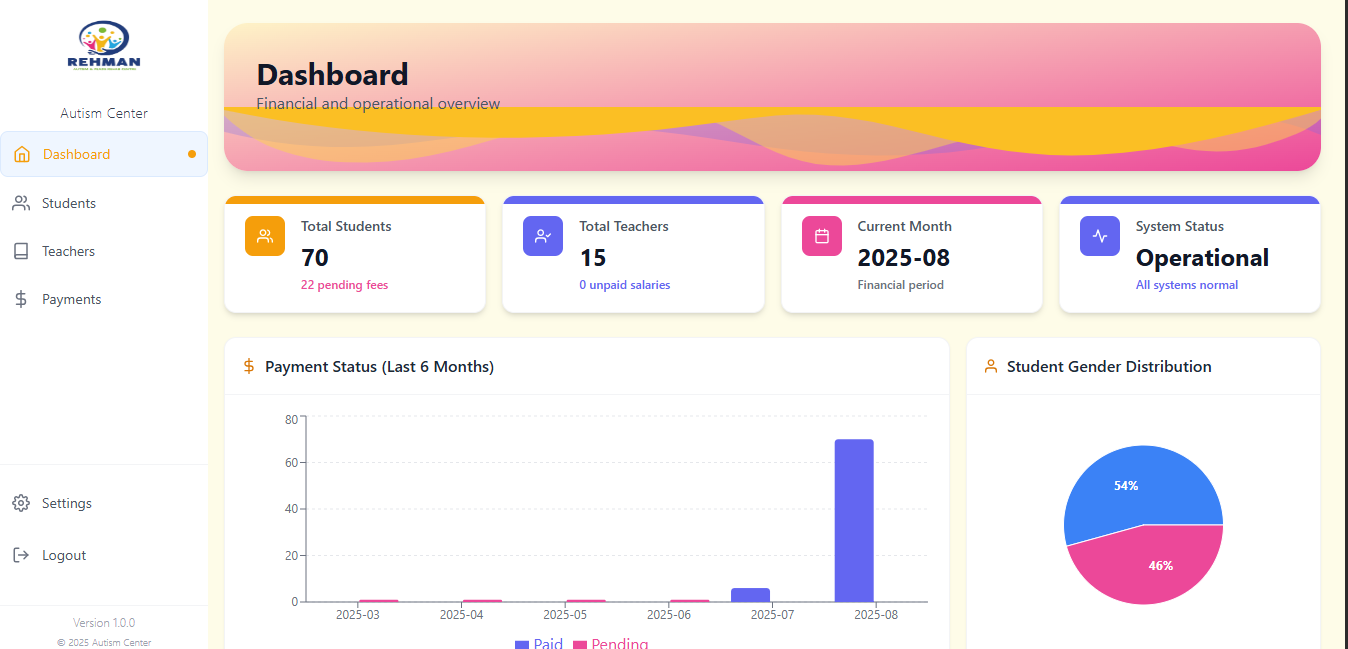 REHMAN
Autism Center
Dashboard
Students
Teachers
Payments
Settings
Logout
Version 1.0.0
© 2025 Autism Center
Dashboard
Financial and operational overview
Total Students
70
22 pending fees
Total Teachers
15
0 unpaid salaries
Current Month
2025-08
Financial period
System Status
Operational
All systems normal
Payment Status (Last 6 Months)
80
60
40
20
0
2025-03 2025-04 2025-05 2025-06 2025-07 2025-08
Paid Pending
Student Gender Distribution
54%
46%